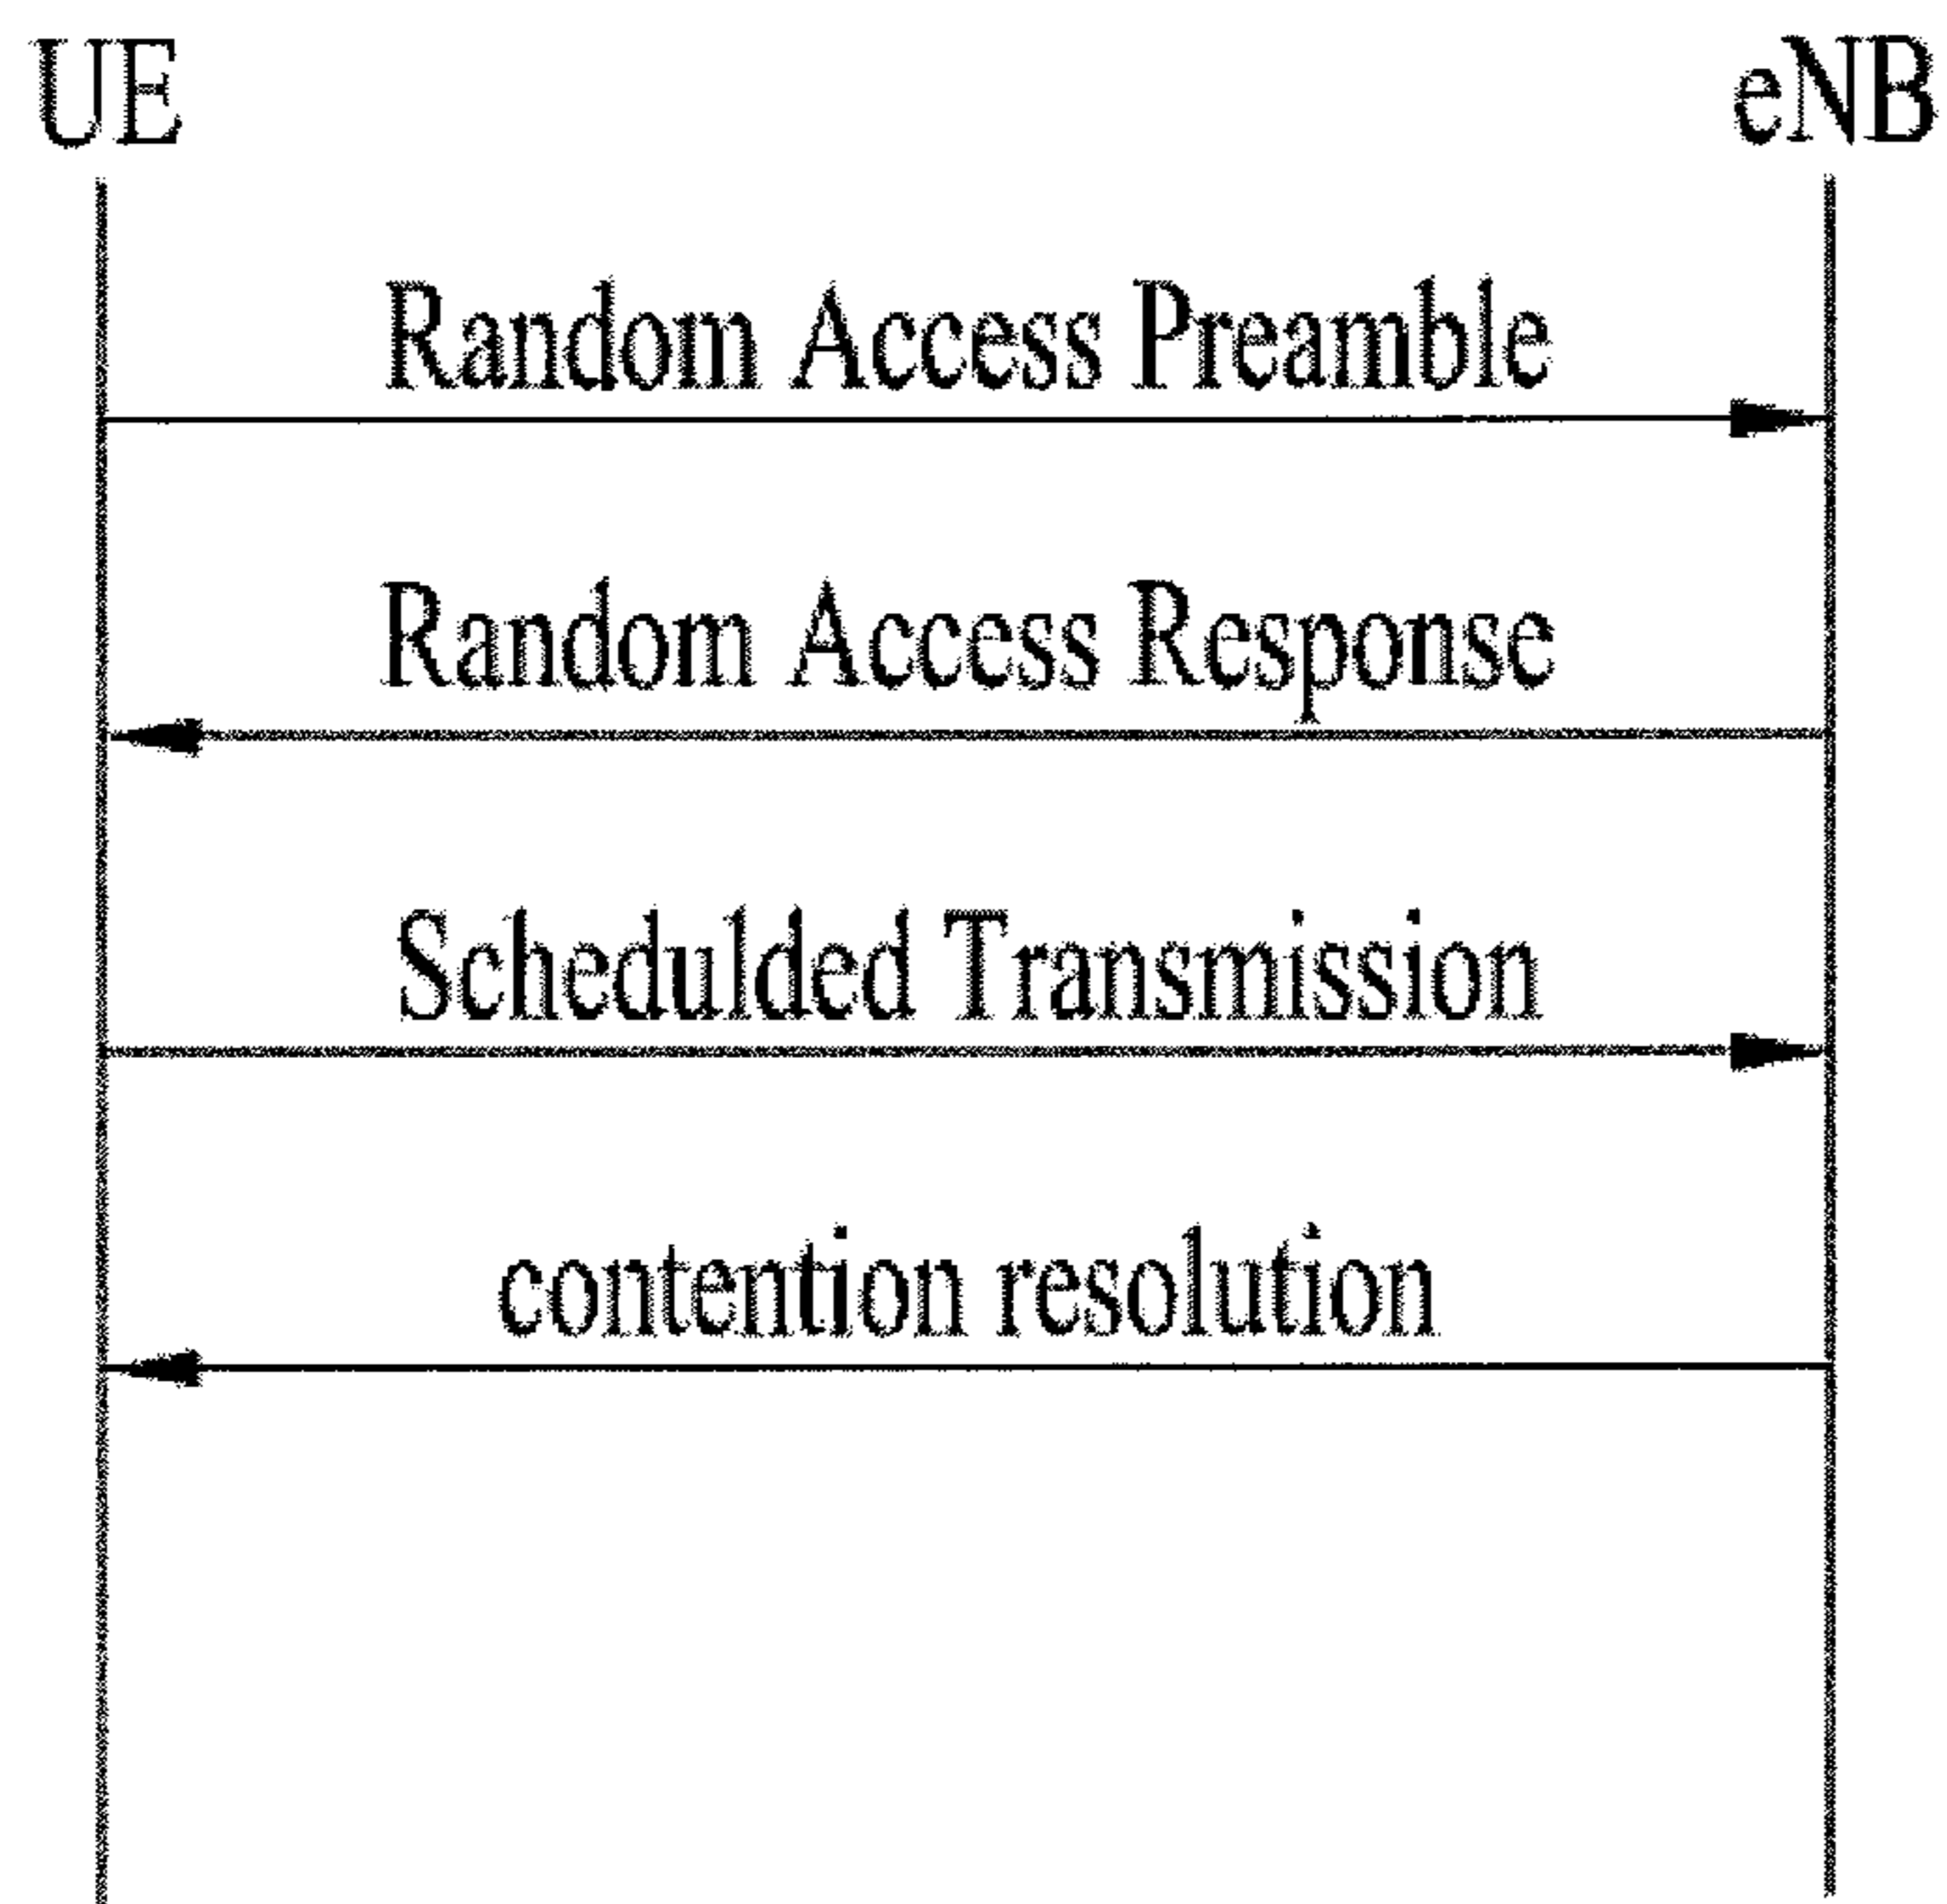 UE eNB
Random Access Preamble
Random Access Response
Schedulded Transmission
contention resolution